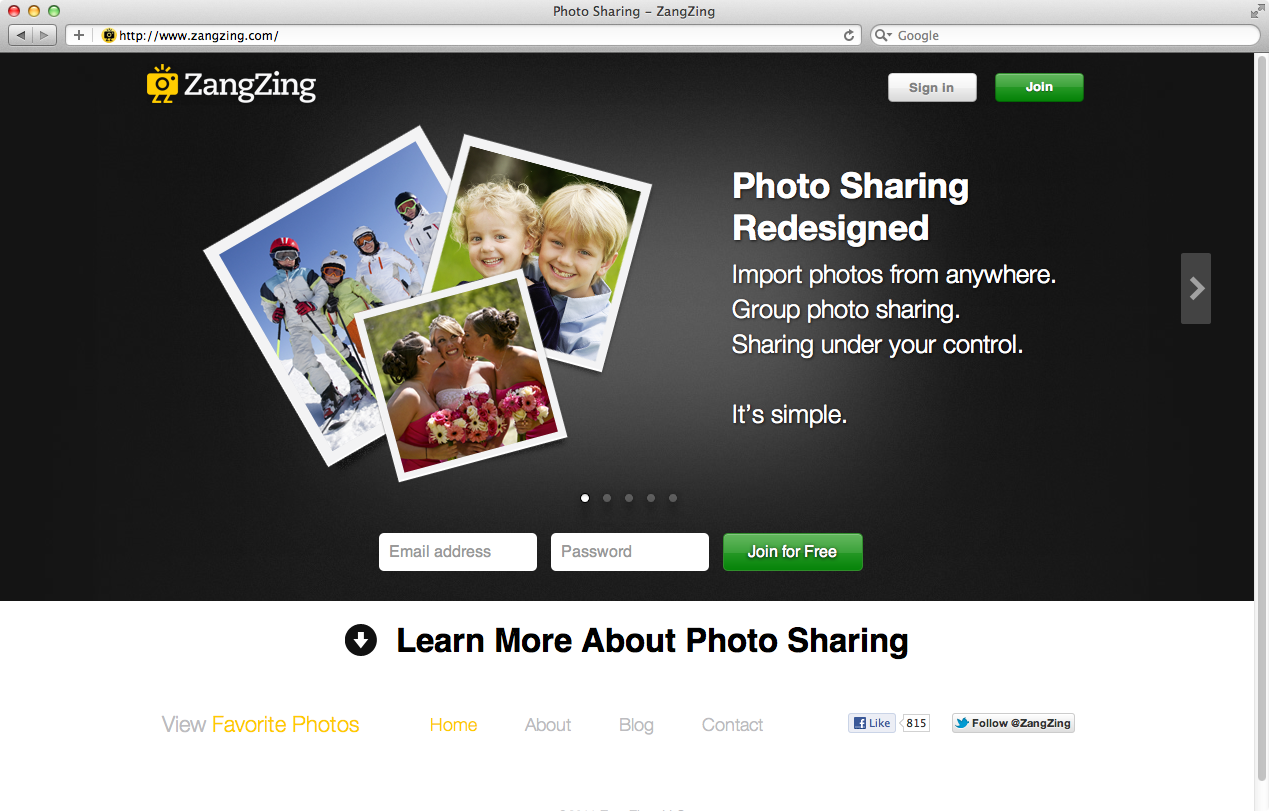 Photo Sharing – ZangZing
http://www.zangzing.com/
Google
ZangZing
Sign In
Join
Photo Sharing
Redesigned
Import photos from anywhere.
Group photo sharing.
Sharing under your control.
It's simple.
Email address
Password
Join for Free
Learn More About Photo Sharing
View Favorite Photos
Home
About
Blog
Contact
Like
815
Follow @ZangZing